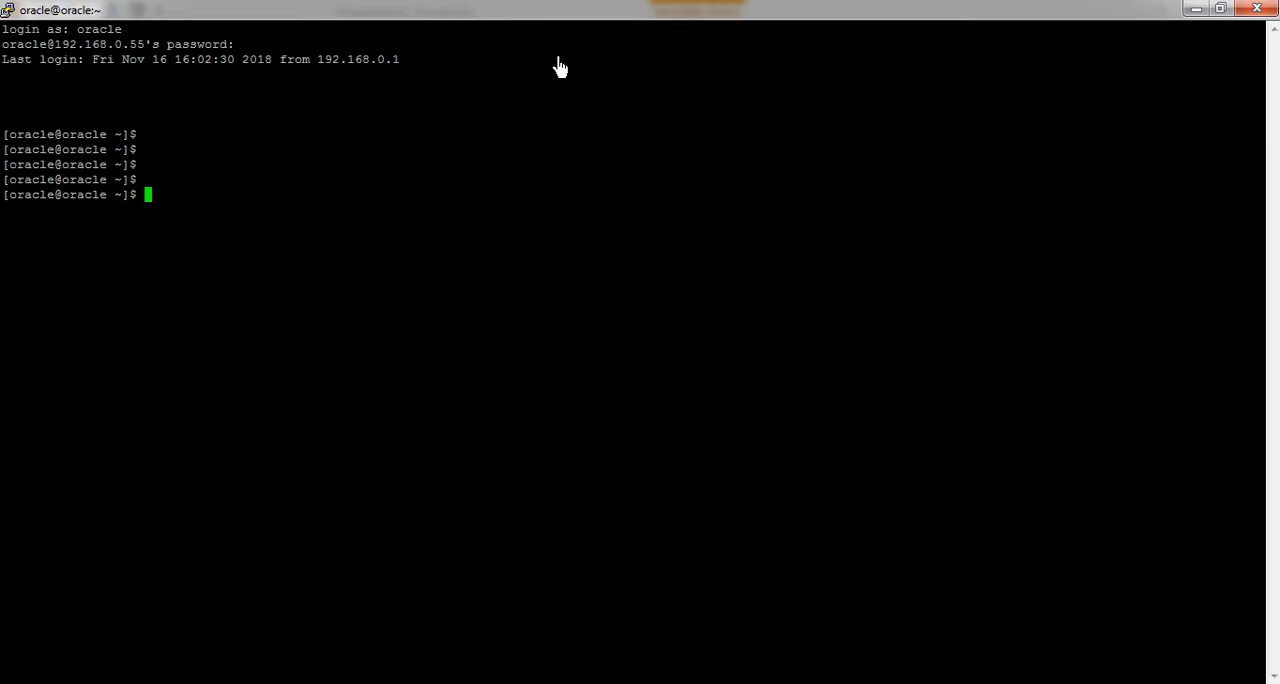 oracle@oracle:~
login as: oracle
oracle@192.168.0.55's password:
Last login: Fri Nov 16 16:02:30 2018 from 192.168.0.1
[oracle@oracle ~]$
[oracle@oracle ~]$
[oracle@oracle ~]$
[oracle@oracle ~]$
[oracle@oracle ~]$